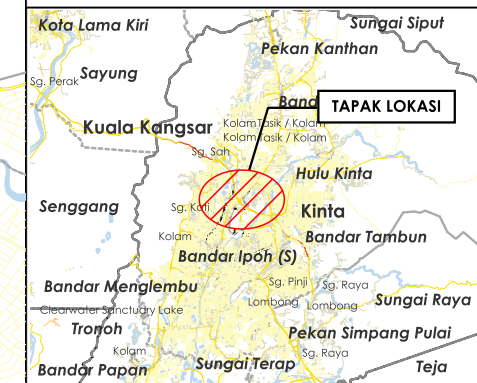 Kota Lama Kiri
Sungai Siput
Pekan Kanthan
Sg. Perak
Sayung
Band
TAPAK LOKASI
Kuala Kangsar
Kolam
Tasik / Kolam
Kolam
Tasik / Kolam
Sg. Sah
Hulu Kinta
Senggang
Sg. Kati
Kinta
Kolam
Bandar Tambun
Bandar Ipoh (S)
Bandar Menglembu
Sg. Pinji
Sg. Raya
Lombong
Lombong
Sungai Raya
Clearwater Sanctuary Lake
Tronoh
Pekan Simpang Pulai
Kolam
Sg. Raya
Bandar Papan
Sungai Terap
Teja